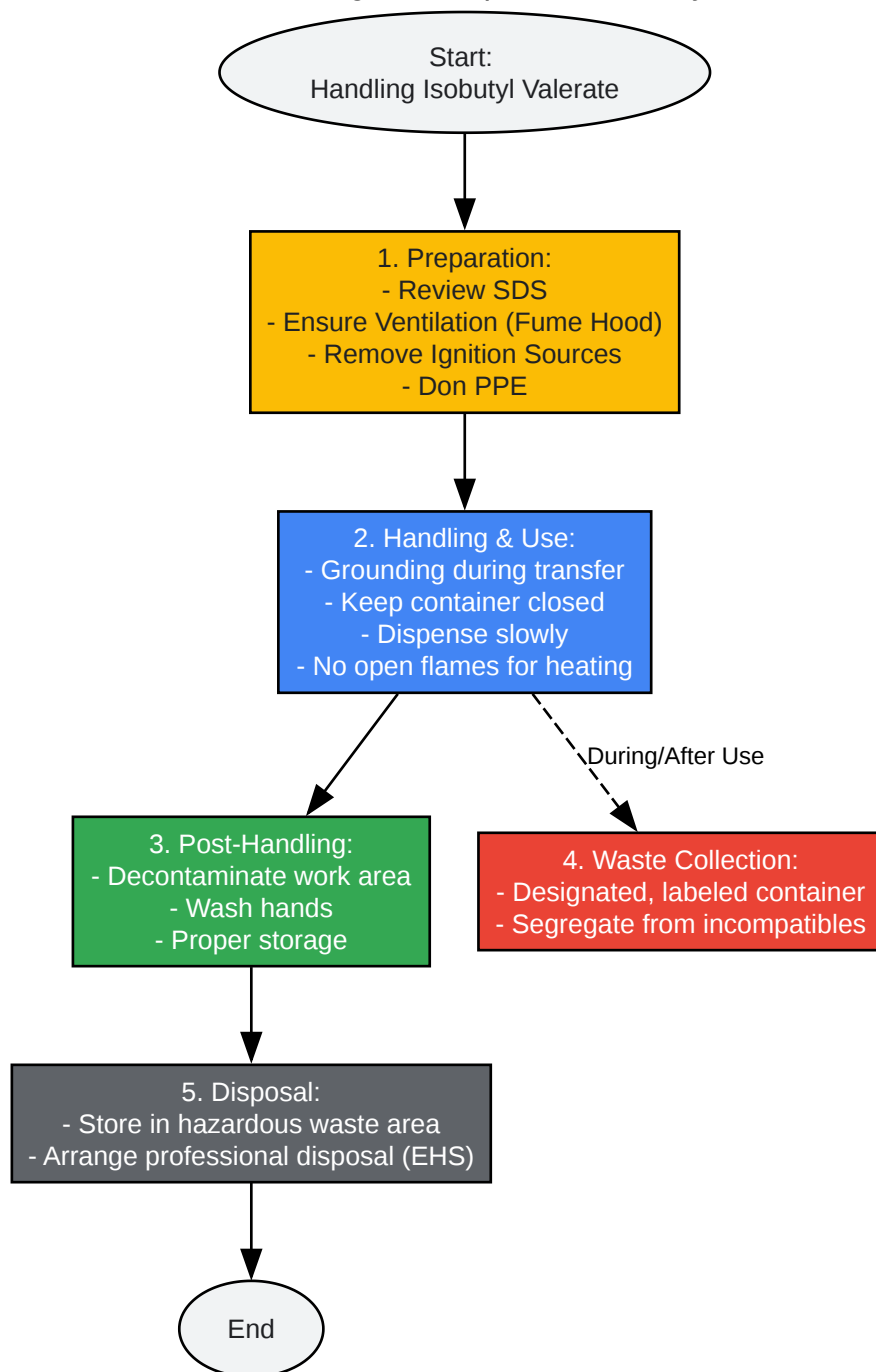 Start:
Handling Isobutyl Valerate
1. Preparation:
- Review SDS
- Ensure Ventilation (Fume Hood)
- Remove Ignition Sources
- Don PPE
2. Handling & Use:
- Grounding during transfer
- Keep container closed
- Dispense slowly
- No open flames for heating
During/After Use
3. Post-Handling:
- Decontaminate work area
- Wash hands
- Proper storage
4. Waste Collection:
- Designated, labeled container
- Segregate from incompatibles
5. Disposal:
- Store in hazardous waste area
- Arrange professional disposal (EHS)
End